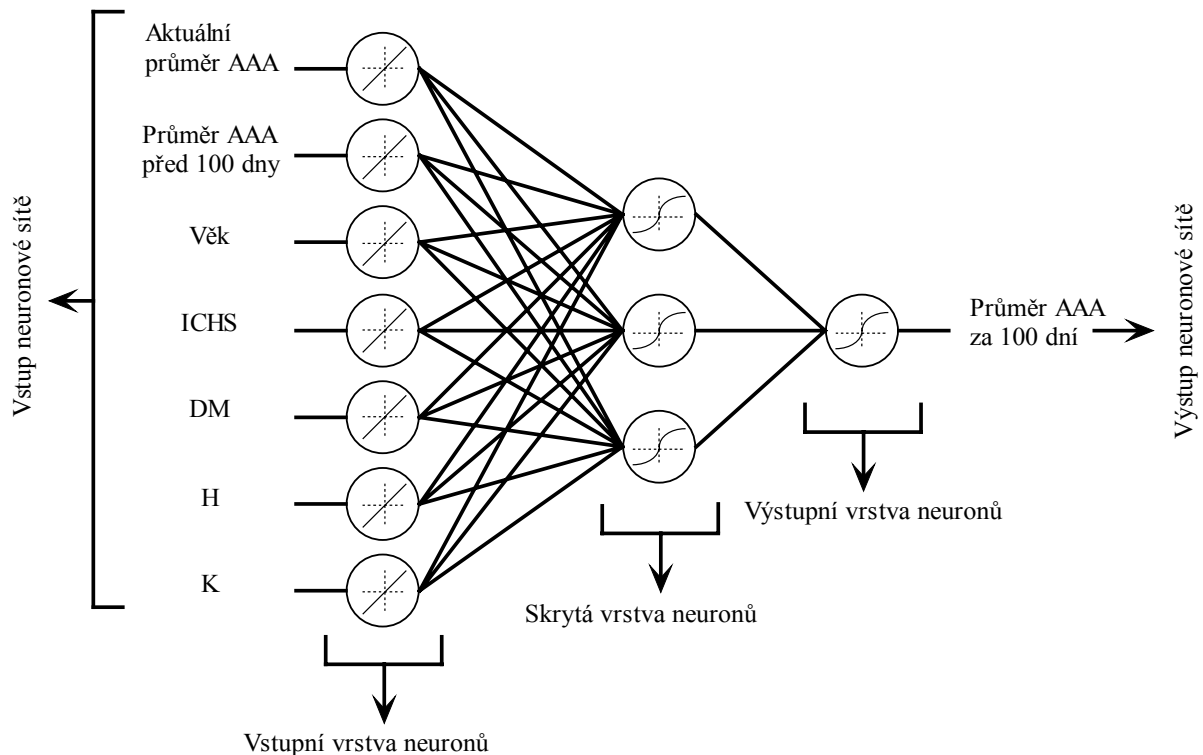 Vstup neuronové sítě
Aktuální
průměr AAA
Průměr AAA
před 100 dny
Věk
ICHS
DM
H
K
Vstupní vrstva neuronů
Skrytá vrstva neuronů
Výstupní vrstva neuronů
Průměr AAA
za 100 dní
Výstup neuronové sítě